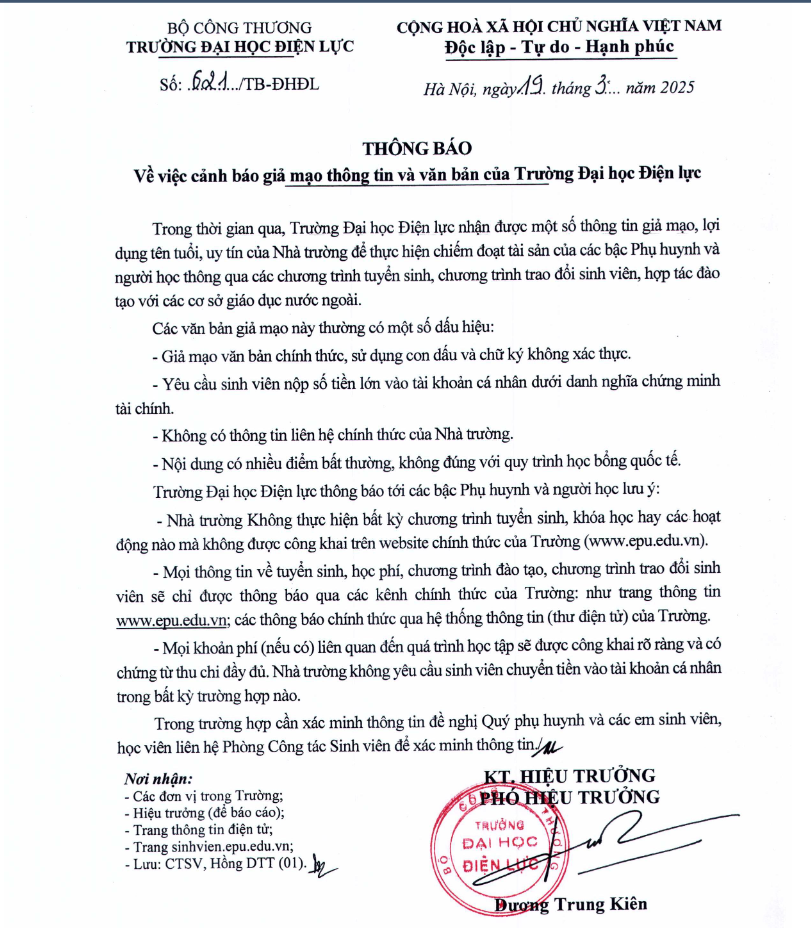 BỘ CÔNG THƯƠNG
TRƯỜNG ĐẠI HỌC ĐIỆN LỰC
Số: .621.../TB-ĐHĐL
CỘNG HOÀ XÃ HỘI CHỦ NGHĨA VIỆT NAM
Độc lập - Tự do - Hạnh phúc
Hà Nội, ngày.19. tháng 3.... năm 2025
THÔNG BÁO
Về việc cảnh báo giả mạo thông tin và văn bản của Trường Đại học Điện lực
Trong thời gian qua, Trường Đại học Điện lực nhận được một số thông tin giả mạo, lợi
dụng tên tuổi, uy tín của Nhà trường để thực hiện chiếm đoạt tài sản của các bậc Phụ huynh và
người học thông qua các chương trình tuyển sinh, chương trình trao đổi sinh viên, hợp tác đào
tạo với các cơ sở giáo dục nước ngoài.
Các văn bản giả mạo này thường có một số dấu hiệu:
- Giả mạo văn bản chính thức, sử dụng con dấu và chữ ký không xác thực.
- Yêu cầu sinh viên nộp số tiền lớn vào tài khoản cá nhân dưới danh nghĩa chứng minh
tài chính.
- Không có thông tin liên hệ chính thức của Nhà trường.
- Nội dung có nhiều điểm bất thường, không đúng với quy trình học bổng quốc tế.
Trường Đại học Điện lực thông báo tới các bậc Phụ huynh và người học lưu ý:
- Nhà trường Không thực hiện bất kỳ chương trình tuyển sinh, khóa học hay các hoạt
động nào mà không được công khai trên website chính thức của Trường (www.epu.edu.vn).
- Mọi thông tin về tuyển sinh, học phí, chương trình đào tạo, chương trình trao đổi sinh
viên sẽ chỉ được thông báo qua các kênh chính thức của Trường: như trang thông tin
www.epu.edu.vn; các thông báo chính thức qua hệ thống thông tin (thư điện tử) của Trường.
- Mọi khoản phí (nếu có) liên quan đến quá trình học tập sẽ được công khai rõ ràng và có
chứng từ thu chi đầy đủ. Nhà trường không yêu cầu sinh viên chuyển tiền vào tài khoản cá nhân
trong bất kỳ trường hợp nào.
Trong trường hợp cần xác minh thông tin đề nghị Quý phụ huynh và các em sinh viên,
học viên liên hệ Phòng Công tác Sinh viên để xác minh thông tin./.
Nơi nhận:
- Các đơn vị trong Trường;
- Hiệu trưởng (để báo cáo);
- Trang thông tin điện tử;
- Trang sinhvien.epu.edu.vn;
- Lưu: CTSV, Hồng DTT (01).
KT. HIỆU TRƯỞNG
PHÓ HIỆU TRƯỞNG
BỘ CÔNG THƯƠNG
TRƯỜNG
ĐẠI HỌC
ĐIỆN LỰC
Dương Trung Kiên